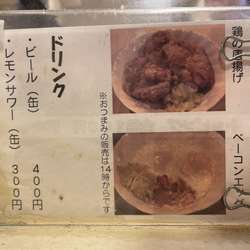 鶏の唐揚げ
ベーコンエ
※おつまみの販売は14時からです
ドリンク
・ビール（缶） 400円
・レモンサワー（缶） 300円